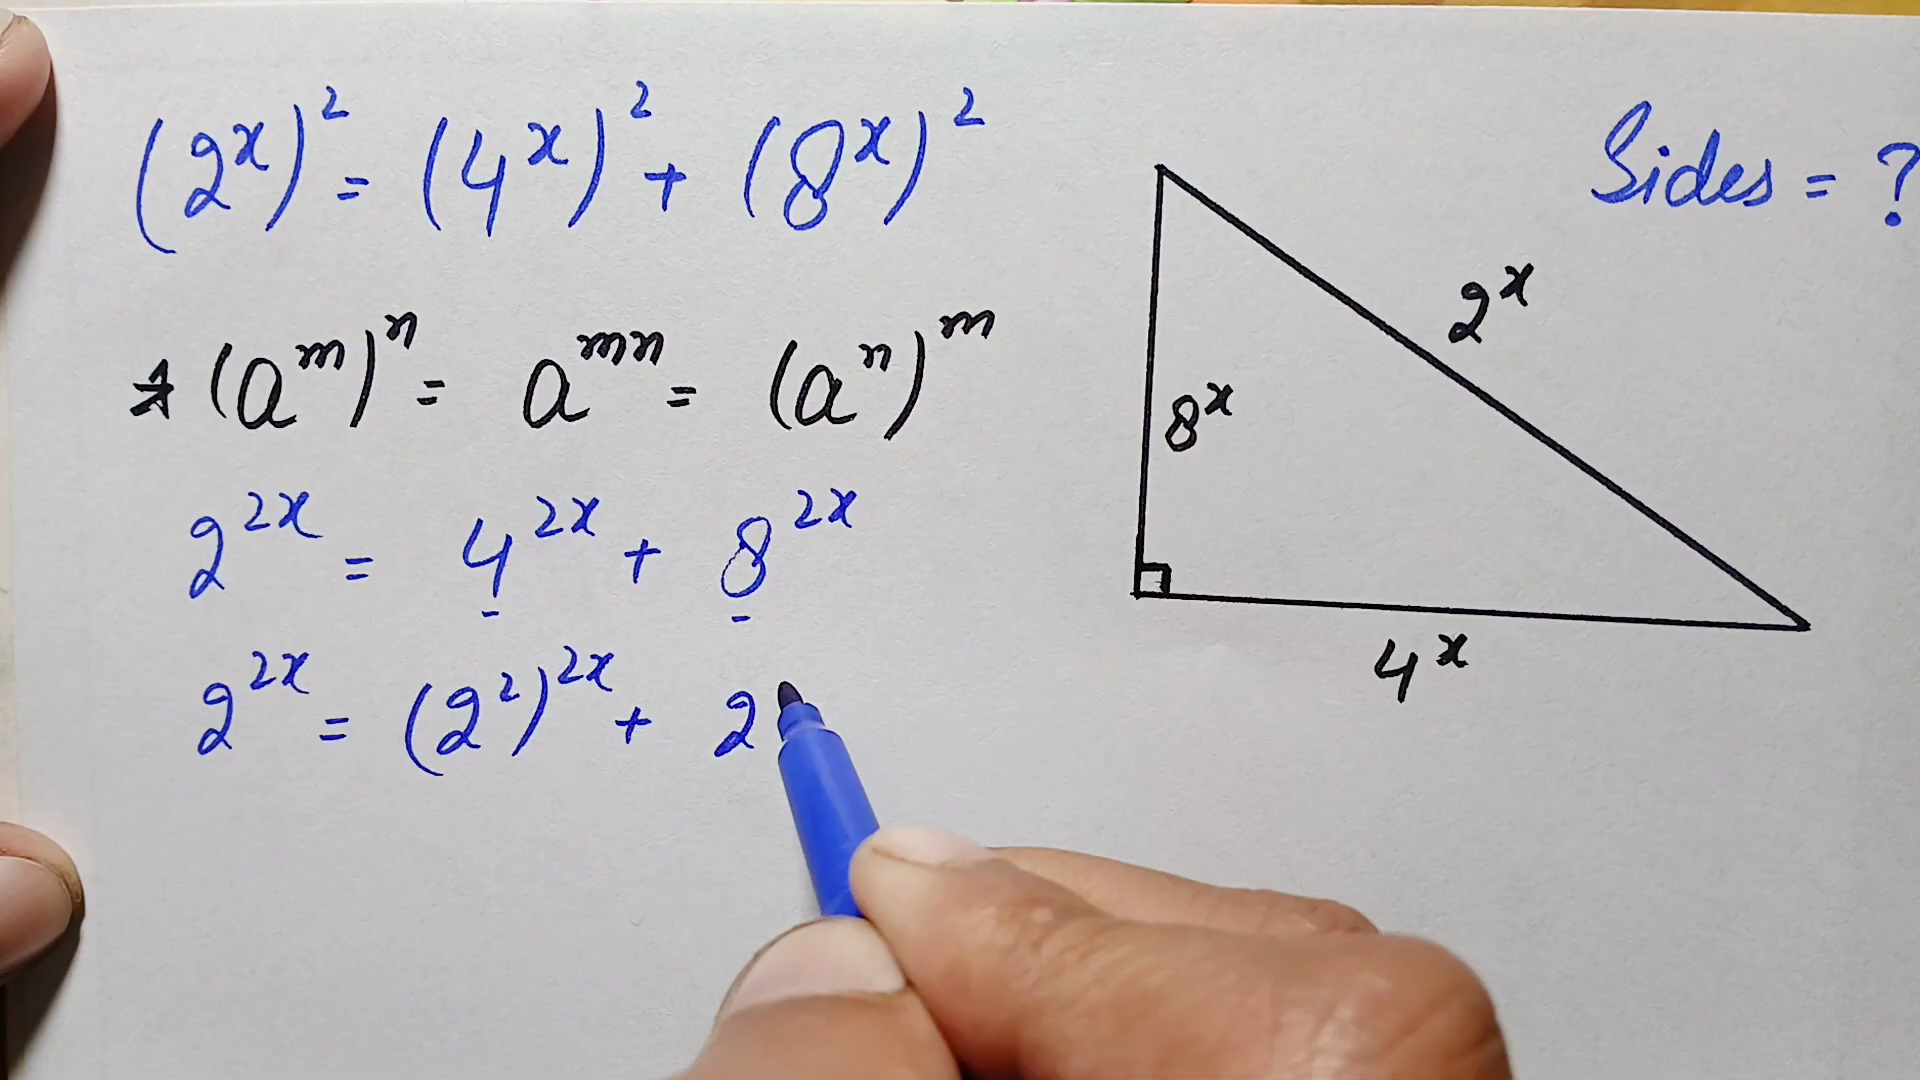 (2^x)^2 = (4^x)^2 + (8^x)^2
* (a^m)^n = a^mn = (a^n)^m
2^2x = 4^2x + 8^2x
2^2x = (2^2)^2x + 2
Sides = ?
2^x
8^x
4^x